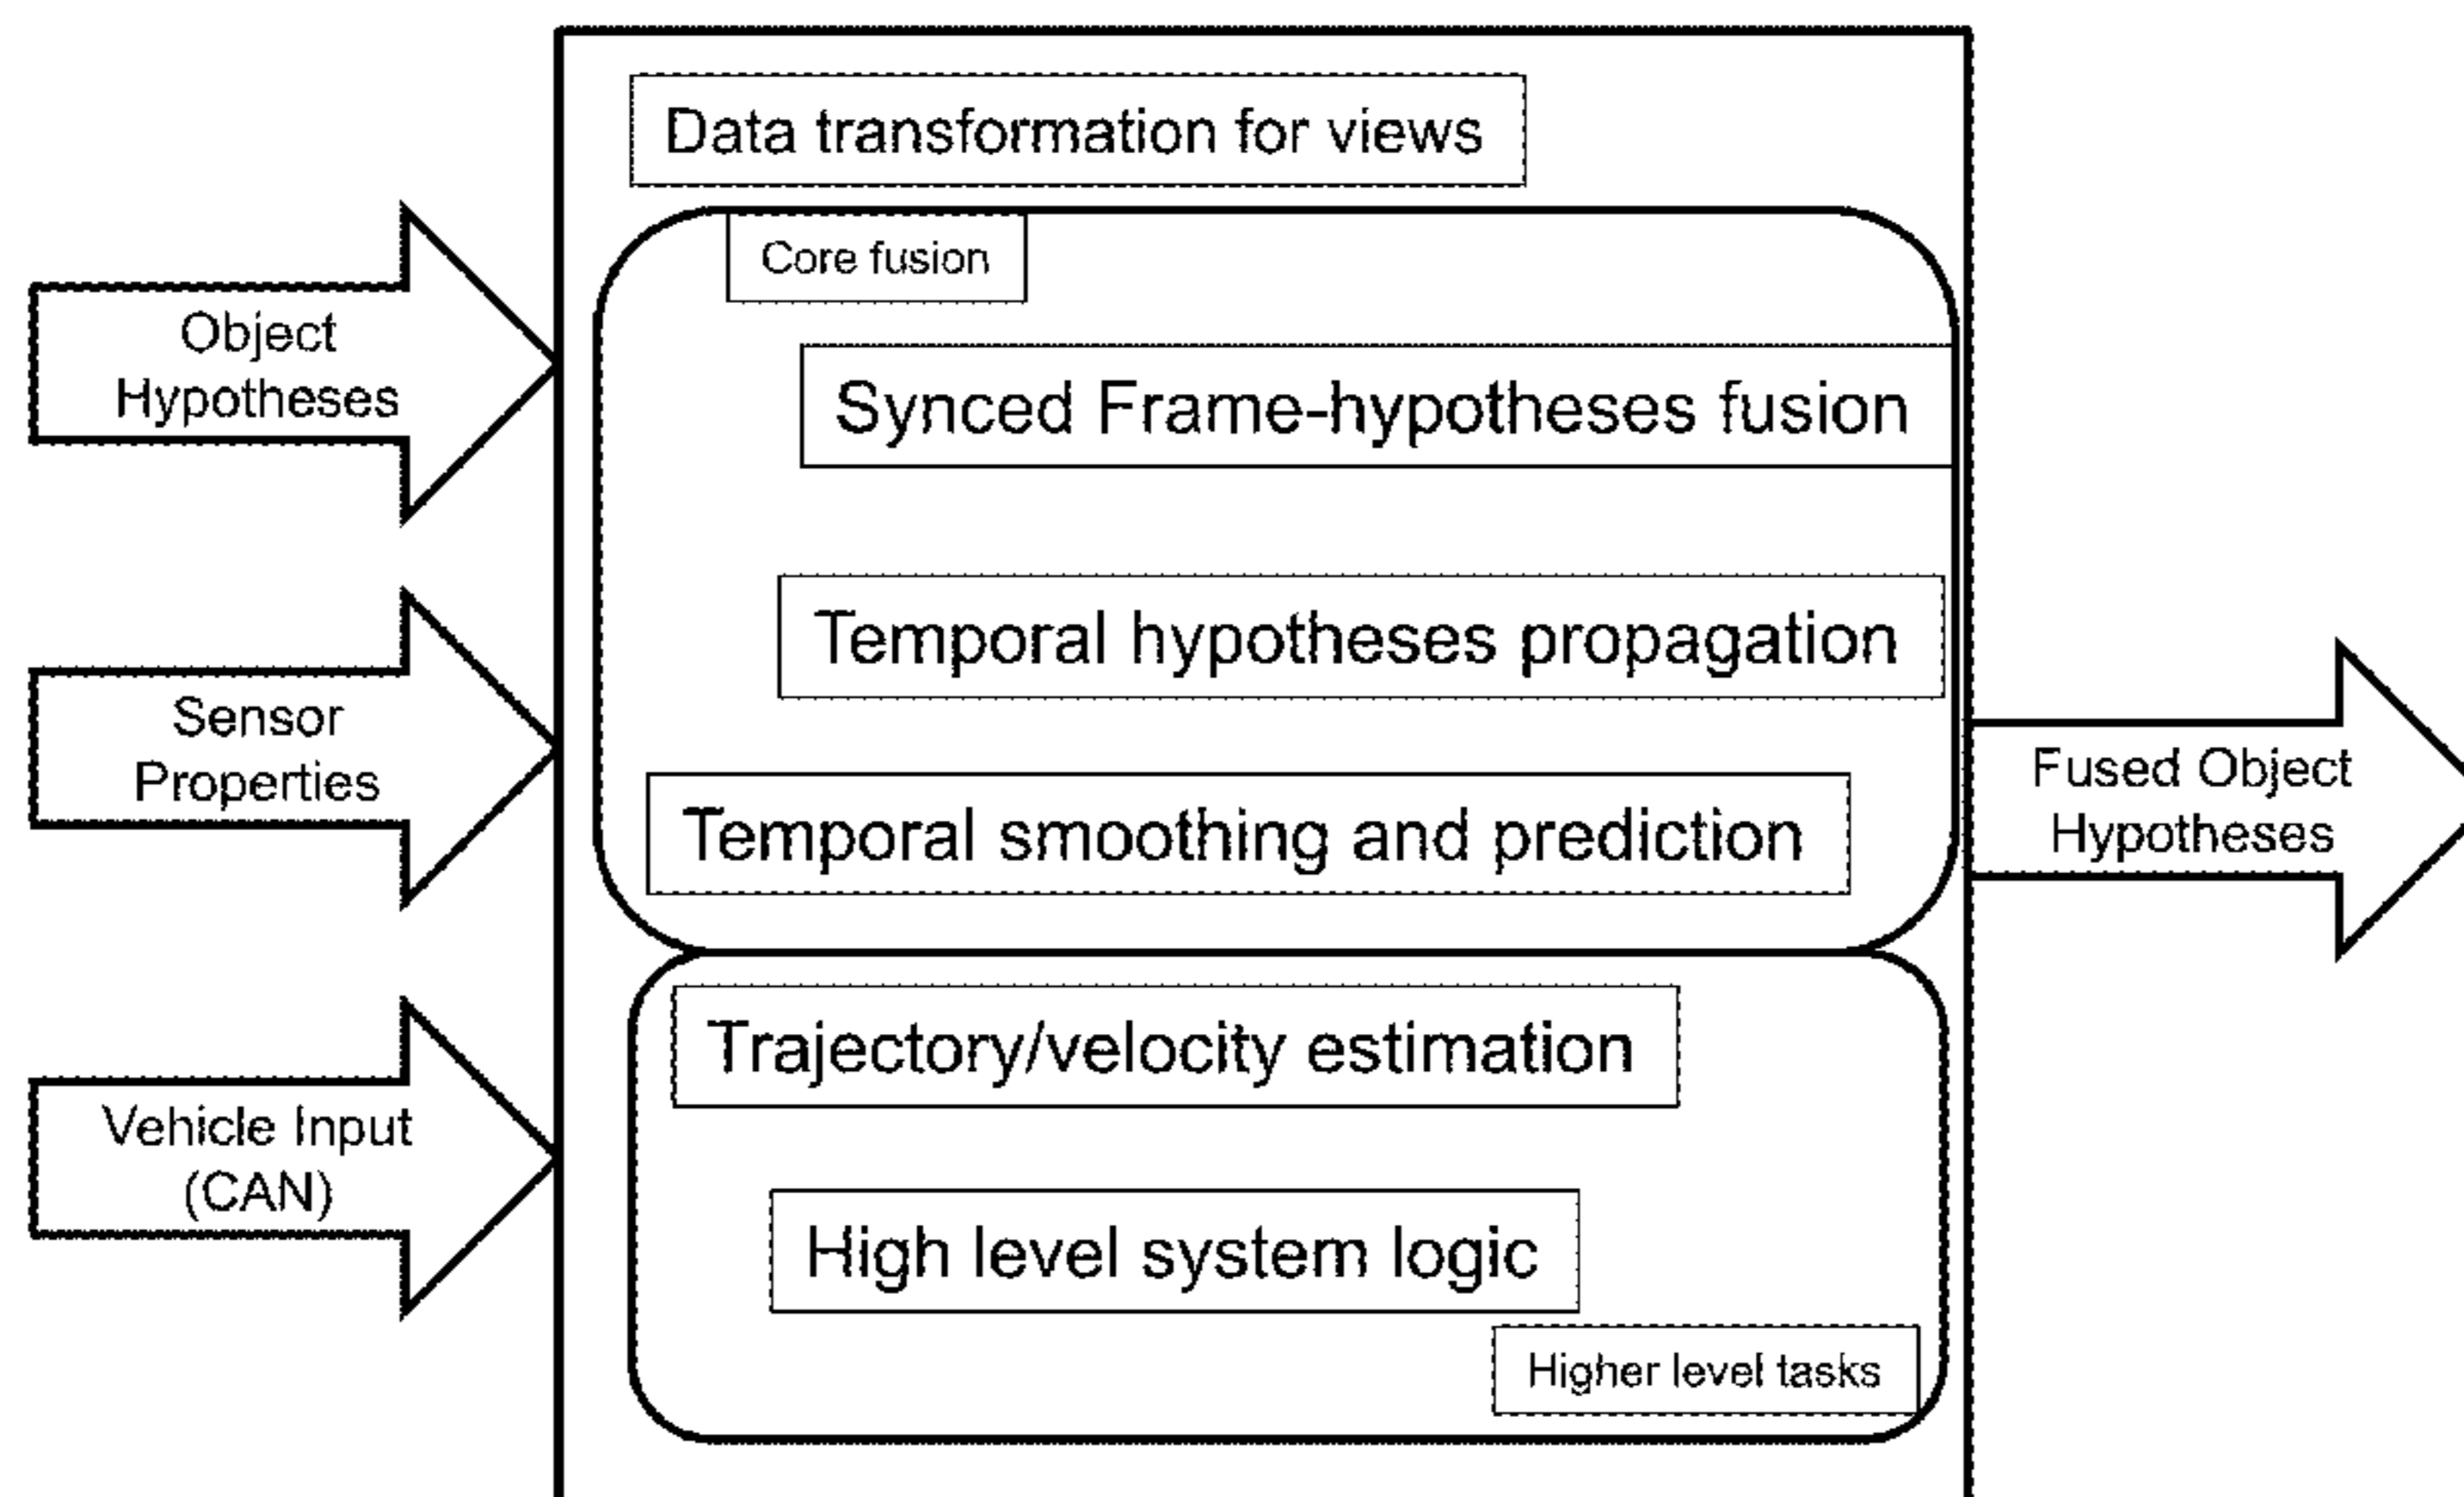 Data transformation for views
Core fusion
Object
Hypotheses
Synced Frame-hypotheses fusion
Temporal hypotheses propagation
Sensor
Properties
Temporal smoothing and prediction
Fused Object
Hypotheses
Trajectory/velocity estimation
Vehicle Input
(CAN)
High level system logic
Higher level tasks